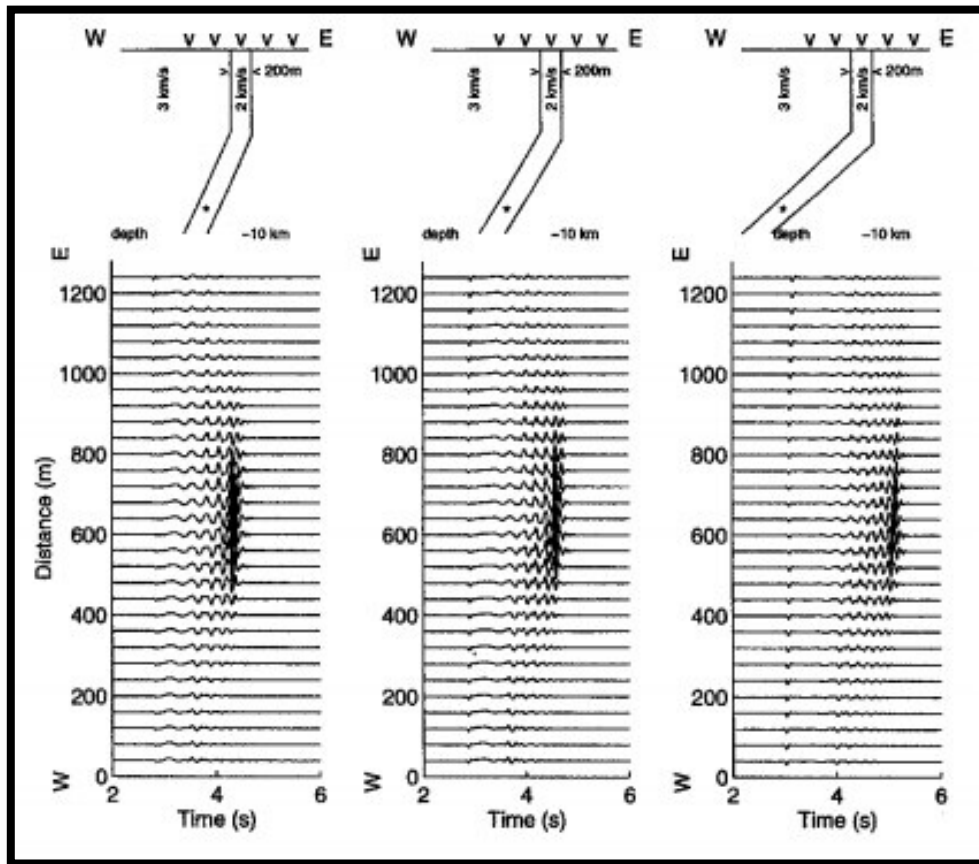 W V V V V V E
3 km/s
> 2 km/s < 200m
*
depth ~10 km
W V V V V V E
3 km/s
> 2 km/s < 200m
*
depth ~10 km
W V V V V V E
3 km/s
> 2 km/s < 200m
*
depth ~10 km
E
1200
1000
800
600
400
200
0
W
Distance (m)
2 4 6
Time (s)
E
1200
1000
800
600
400
200
0
W
2 4 6
Time (s)
E
1200
1000
800
600
400
200
0
W
2 4 6
Time (s)